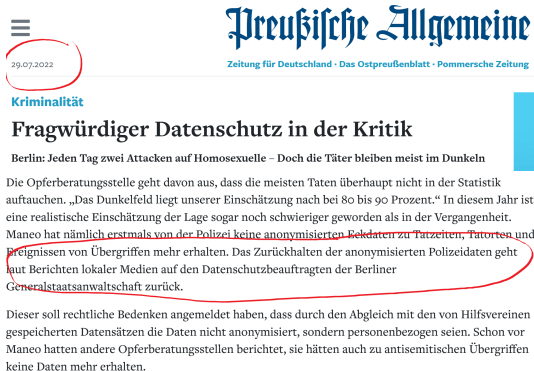 Preußische Allgemeine
29.07.2022
Zeitung für Deutschland · Das Ostpreußenblatt · Pommersche Zeitung
Kriminalität
Fragwürdiger Datenschutz in der Kritik
Berlin: Jeden Tag zwei Attacken auf Homosexuelle – Doch die Täter bleiben meist im Dunkeln
Die Opferberatungsstelle geht davon aus, dass die meisten Taten überhaupt nicht in der Statistik
auftauchen. „Das Dunkelfeld liegt unserer Einschätzung nach bei 80 bis 90 Prozent.“ In diesem Jahr ist
eine realistische Einschätzung der Lage sogar noch schwieriger geworden als in der Vergangenheit.
Maneo hat nämlich erstmals von der Polizei keine anonymisierten Eckdaten zu Tatzeiten, Tatorten und
Ereignissen von Übergriffen mehr erhalten. Das Zurückhalten der anonymisierten Polizeidaten geht
laut Berichten lokaler Medien auf den Datenschutzbeauftragten der Berliner
Generalstaatsanwaltschaft zurück.
Dieser soll rechtliche Bedenken angemeldet haben, dass durch den Abgleich mit den von Hilfsvereinen
gespeicherten Datensätzen die Daten nicht anonymisiert, sondern personenbezogen seien. Schon vor
Maneo hatten andere Opferberatungsstellen berichtet, sie hätten auch zu antisemitischen Übergriffen
keine Daten mehr erhalten.